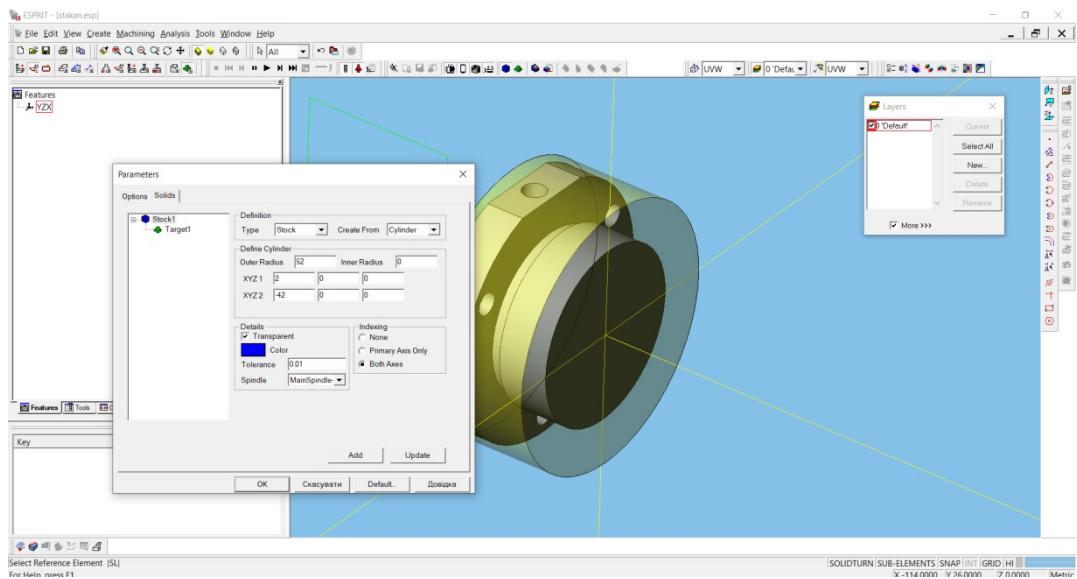 ESPRIT - [stakan.esp]
File Edit View Create Machining Analysis Tools Window Help
All
UVW
0 'Defau
UVW
Features
YZX
Layers
0 'Default'
Current
Select All
New...
Delete
Rename
More >>>
Parameters
Options Solids
Stock1
Target1
Definition
Type Stock Create From Cylinder
Define Cylinder
Outer Radius 52 Inner Radius 0
XYZ 1 2 0 0
XYZ 2 -42 0 0
Details
Transparent
Color
Tolerance 0.01
Spindle MainSpindle-
Indexing
None
Primary Axis Only
Both Axes
Add Update
OK Скасувати Default.. Довідка
Features Tools
Key
Select Reference Element |SL|
SOLIDTURN SUB-ELEMENTS SNAP INT GRID HI
For Help, press F1
X -114.0000 Y 26.0000 Z 0.0000 Metric